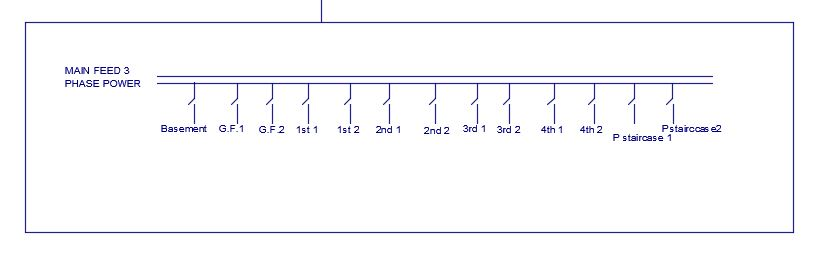 MAIN FEED 3
PHASE POWER
Basement G.F.1 G.F.2 1st 1 1st 2 2nd 1 2nd 2 3rd 1 3rd 2 4th 1 4th 2 P staircase 1 Pstairccase2